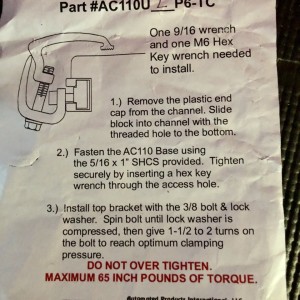 Part #AC110U L P6-TC
One 9/16 wrench
and one M6 Hex
Key wrench needed
to install.
1.) Remove the plastic end
cap from the channel. Slide
block into channel with the
threaded hole to the bottom.
2.) Fasten the AC110 Base using
the 5/16 x 1" SHCS provided. Tighten
securely by inserting a hex key
wrench through the access hole.
3.) Install top bracket with the 3/8 bolt & lock
washer. Spin bolt until lock washer is
compressed, then give 1-1/2 to 2 turns on
the bolt to reach optimum clamping
pressure.
DO NOT OVER TIGHTEN.
MAXIMUM 65 INCH POUNDS OF TORQUE.
Automated Products International, LLC